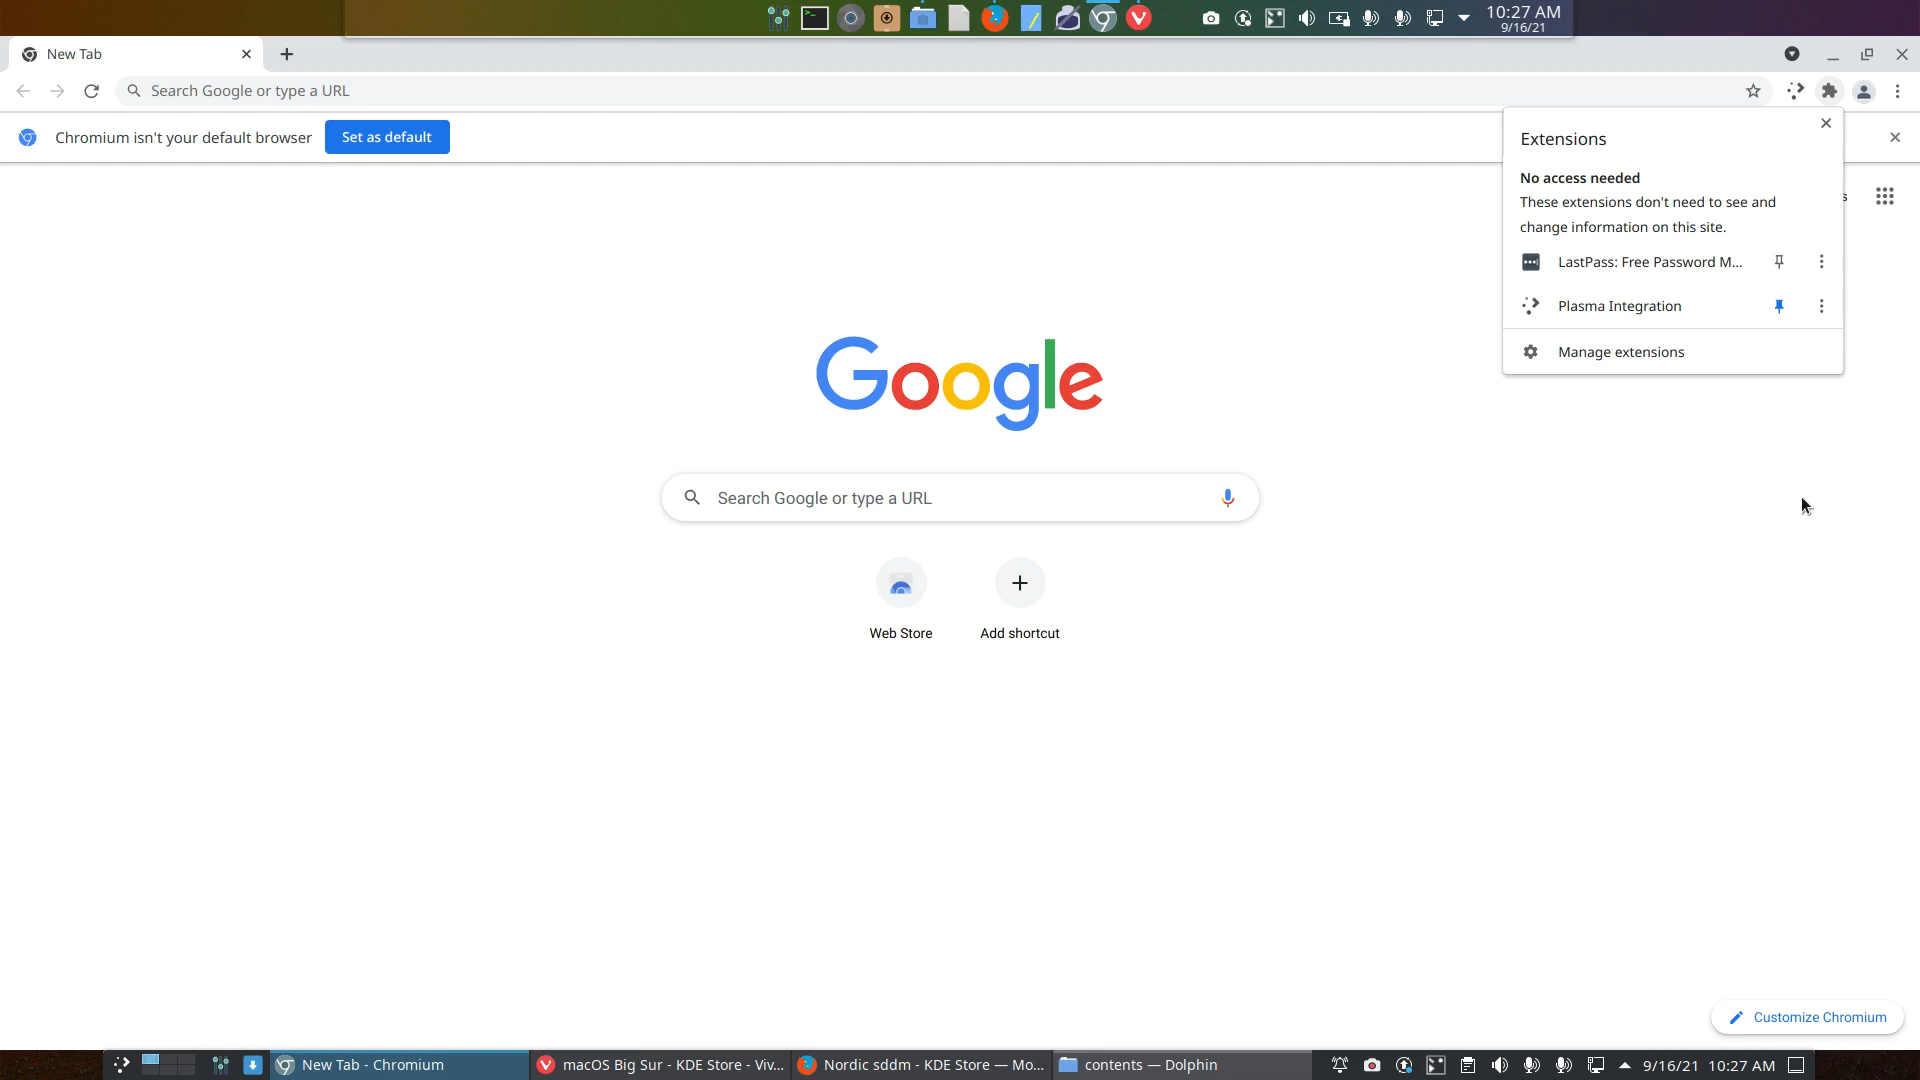 10:27 AM
9/16/21
New Tab
Search Google or type a URL
Chromium isn't your default browser
Set as default
Extensions
No access needed
These extensions don't need to see and
change information on this site.
LastPass: Free Password M...
Plasma Integration
Manage extensions
s
Google
Search Google or type a URL
Web Store
Add shortcut
Customize Chromium
New Tab - Chromium
macOS Big Sur - KDE Store - Viv...
Nordic sddm - KDE Store — Mo...
contents — Dolphin
9/16/21 10:27 AM